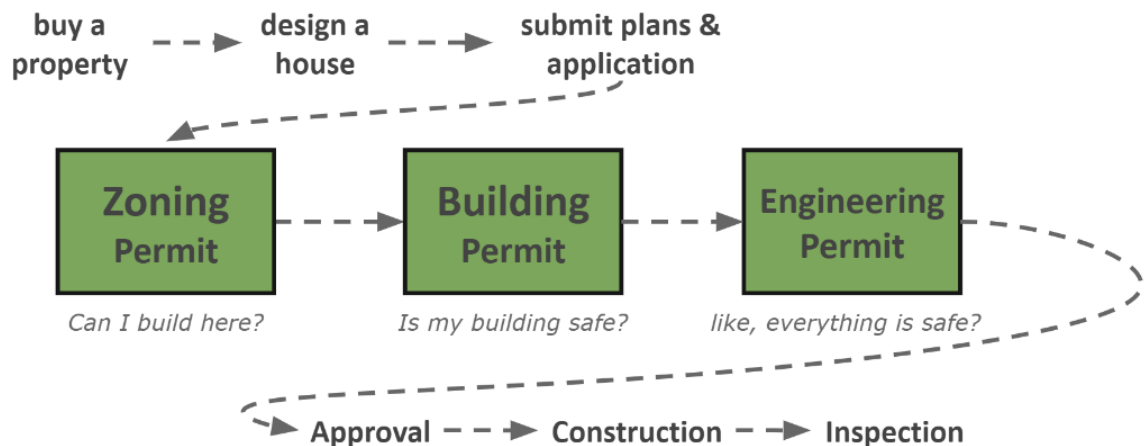 buy a
property
design a
house
submit plans &
application
Zoning
Permit
Building
Permit
Engineering
Permit
Can I build here?
Is my building safe?
like, everything is safe?
Approval
Construction
Inspection